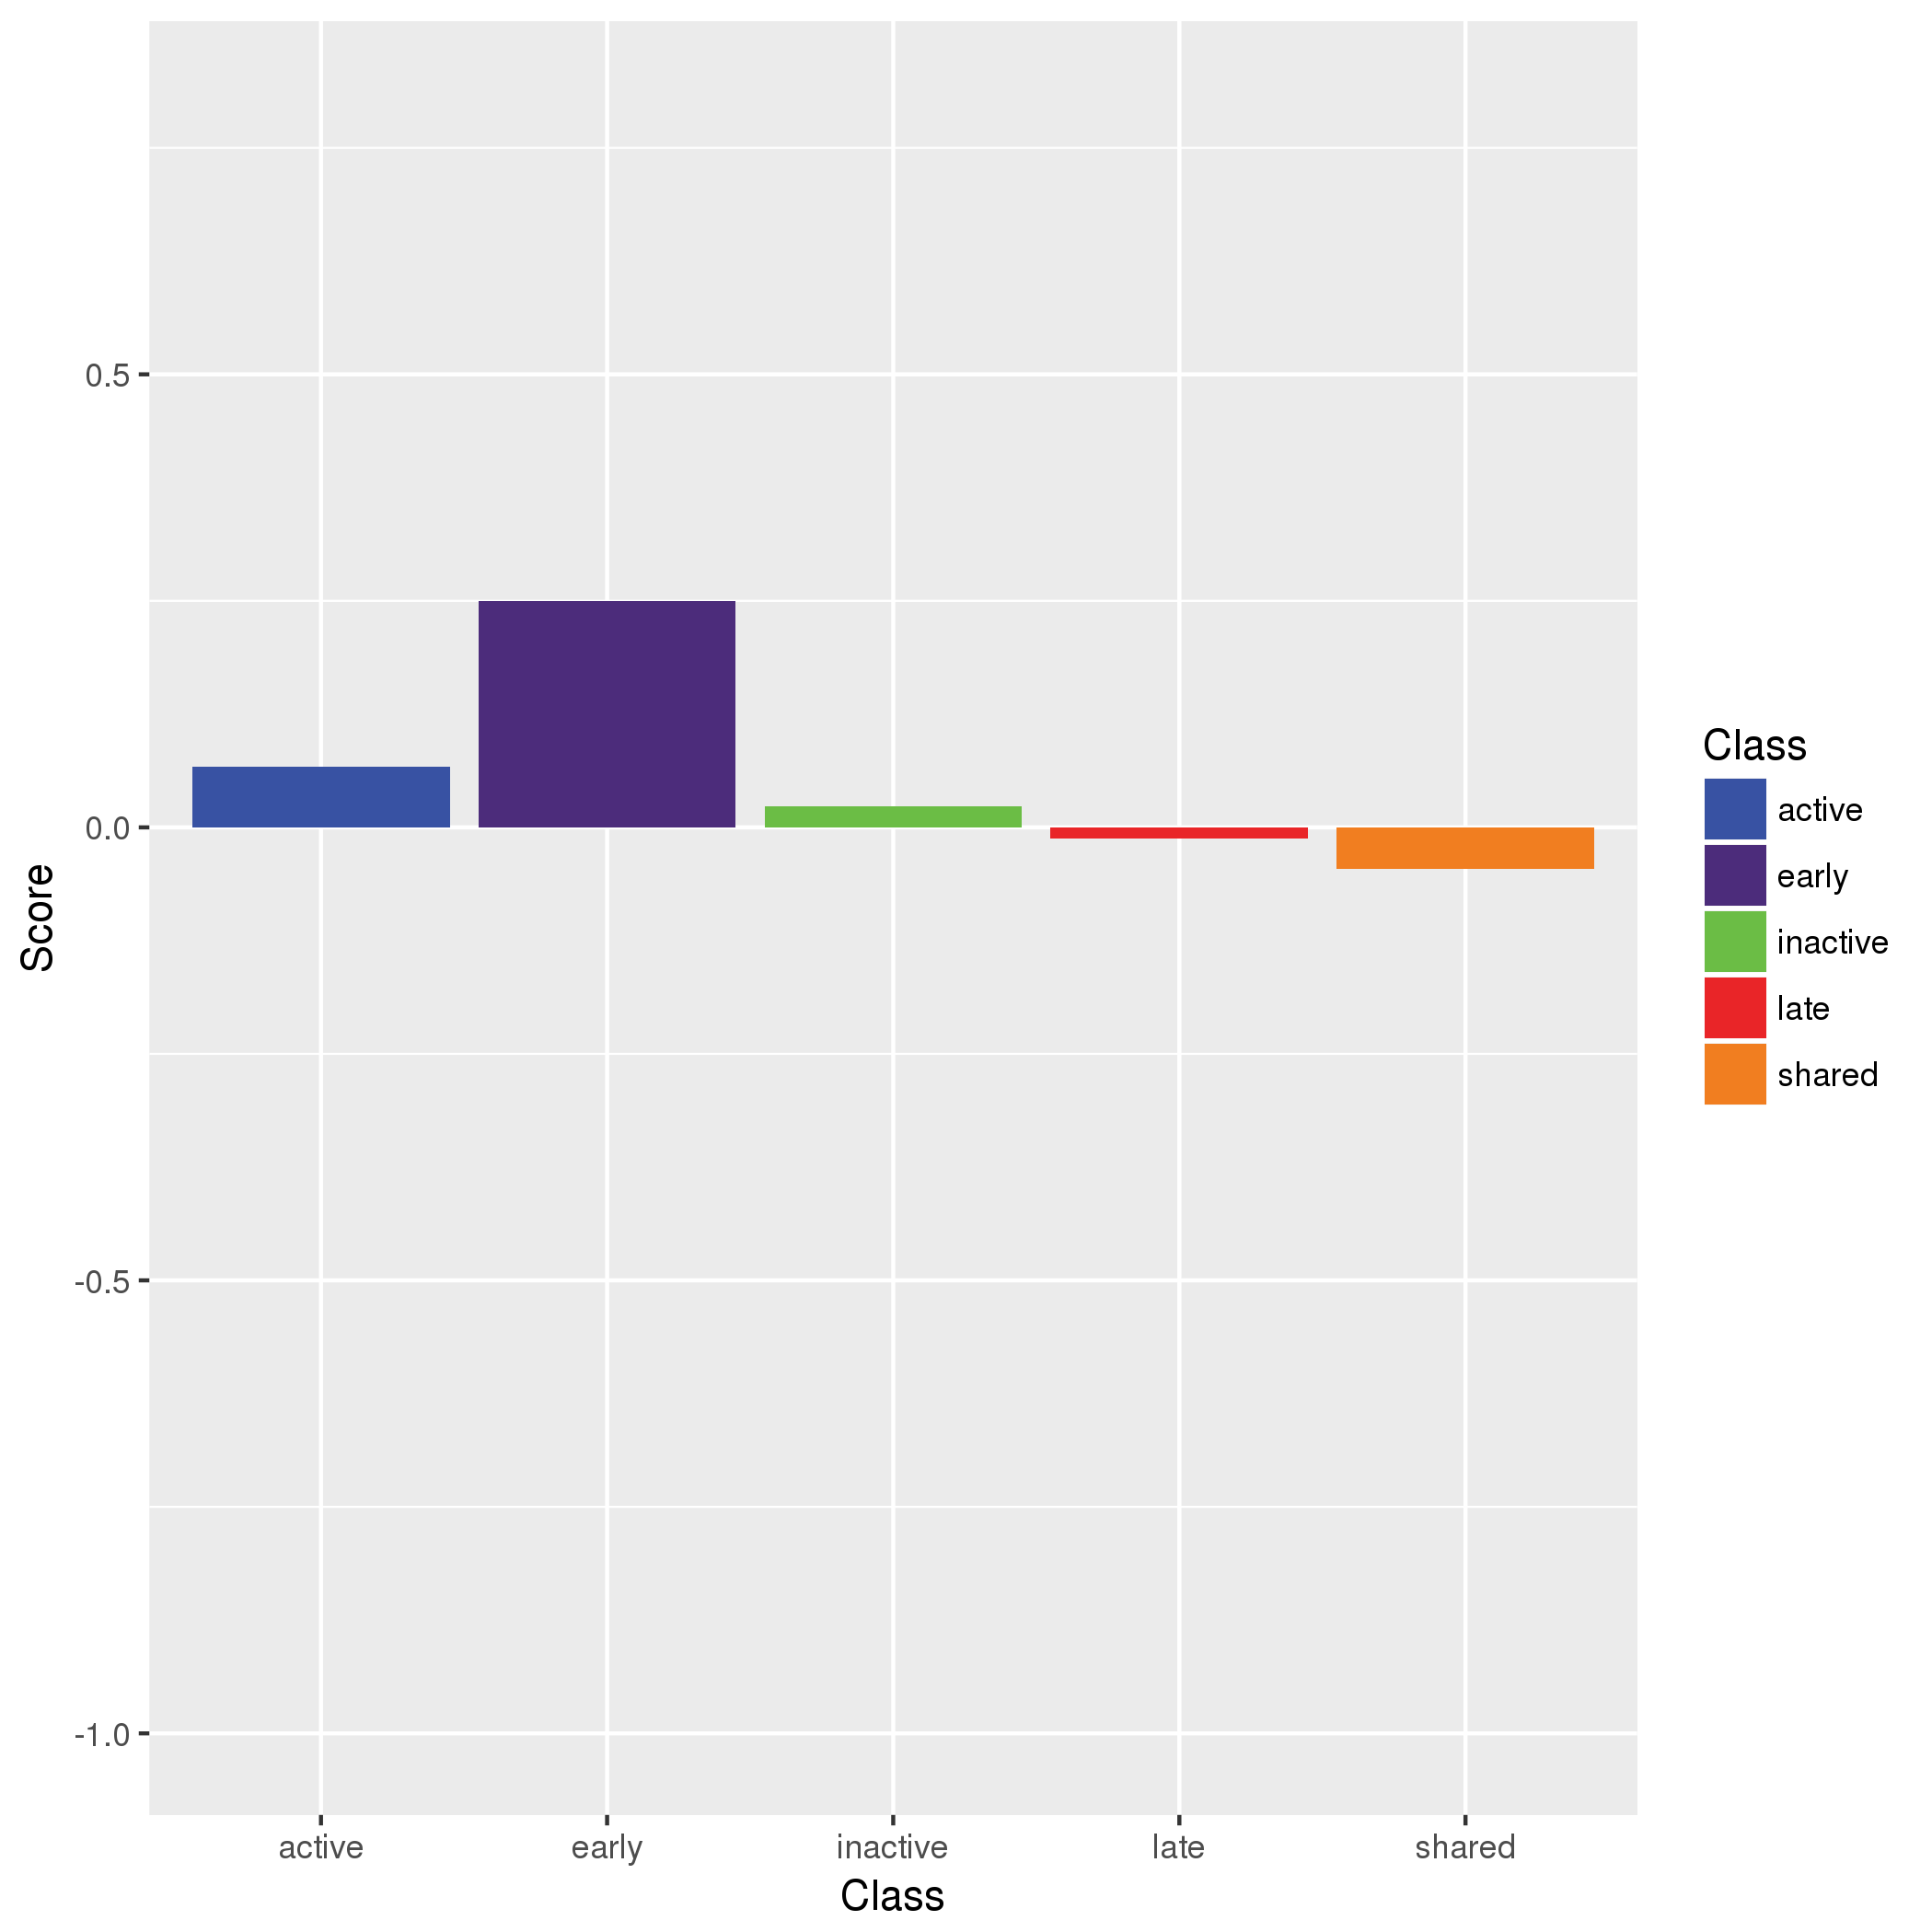 0.5
0.0
-0.5
-1.0
Score
active
early
inactive
late
shared
Class
Class
active
early
inactive
late
shared